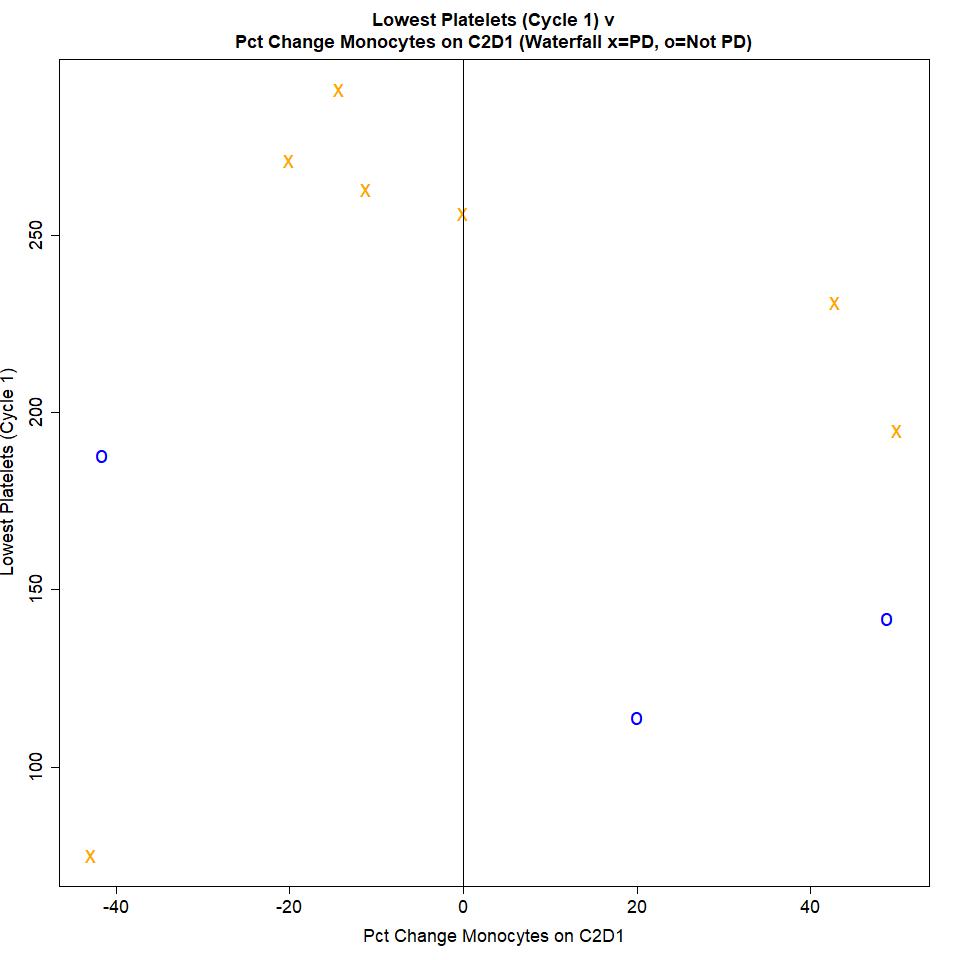 Lowest Platelets (Cycle 1) v
Pct Change Monocytes on C2D1 (Waterfall x=PD, o=Not PD)
Lowest Platelets (Cycle 1)
250
200
150
100
X
X
X
X
X
X
O
O
O
X
-40
-20
0
20
40
Pct Change Monocytes on C2D1